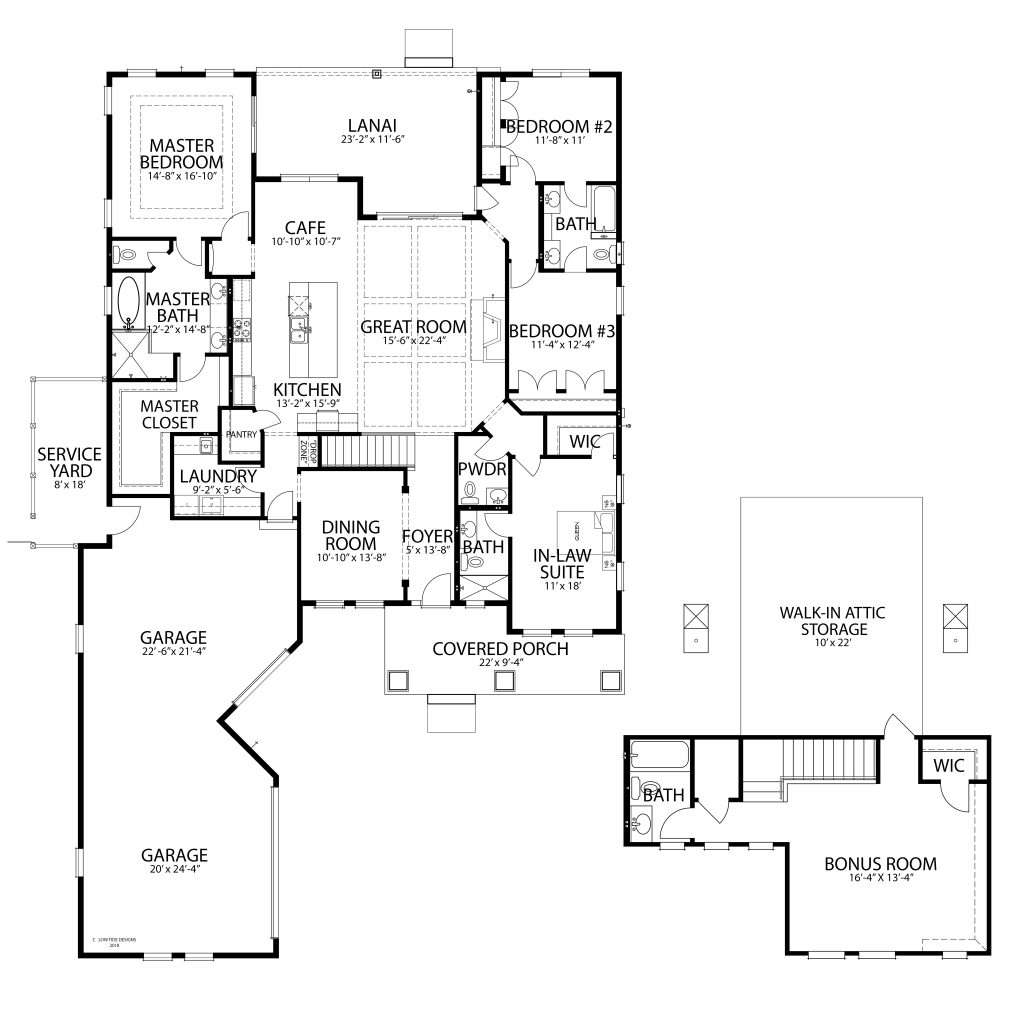 LANAI
23'-2" x 11'-6"
BEDROOM #2
11'-8" x 11'
MASTER
BEDROOM
14'-8" x 16'-10"
CAFE
10'-10" x 10'-7"
BATH
MASTER
BATH
12'-2" x 14'-8"
GREAT ROOM
15'-6" x 22'-4"
BEDROOM #3
11'-4" x 12'-4"
KITCHEN
13'-2" x 15'-9"
MASTER
CLOSET
PANTRY
"DROP
ZONE"
WIC
SERVICE
YARD
8' x 18'
LAUNDRY
9'-2" x 5'-6"
PWDR
DINING
ROOM
10'-10" x 13'-8"
FOYER
5' x 13'-8"
BATH
QUEEN
NS
NS
IN-LAW
SUITE
11' x 18'
GARAGE
22'-6"x 21'-4"
COVERED PORCH
22' x 9'-4"
WALK-IN ATTIC
STORAGE
10' x 22'
WIC
BATH
BONUS ROOM
16'-4" X 13'-4"
GARAGE
20' x 24'-4"
C LOWTIDE DESIGNS
2018